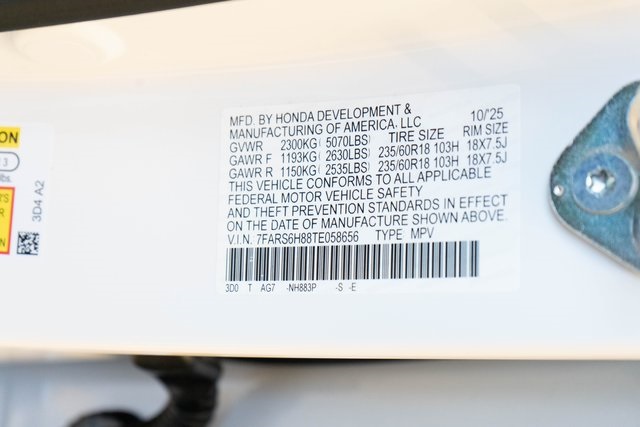 MFD. BY HONDA DEVELOPMENT & 10/'25
MANUFACTURING OF AMERICA, LLC
GVWR 2300KG ( 5070LBS) TIRE SIZE RIM SIZE
GAWR F 1193KG ( 2630LBS) 235/60R18 103H 18X7.5J
GAWR R 1150KG ( 2535LBS) 235/60R18 103H 18X7.5J
THIS VEHICLE CONFORMS TO ALL APPLICABLE
FEDERAL MOTOR VEHICLE SAFETY
AND THEFT PREVENTION STANDARDS IN EFFECT
ON THE DATE OF MANUFACTURE SHOWN ABOVE.
V.I.N. 7FARS6H88TE058656 TYPE MPV
3D0 T AG7 -NH883P -S -E
3D4 A2